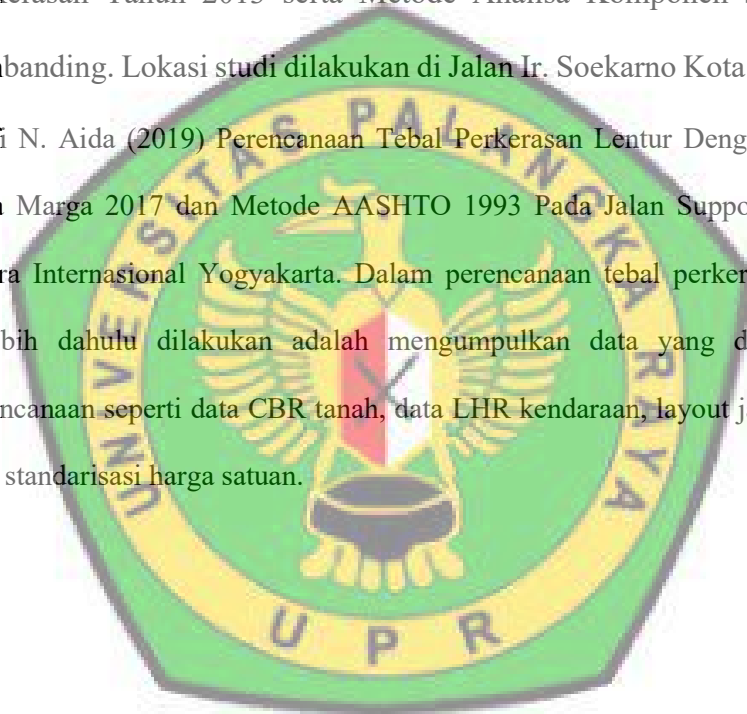 erasan Tahun 2013 serta Metode Analisa Komponen
banding. Lokasi studi dilakukan di Jalan Ir. Soekarno Kota
i N. Aida (2019) Perencanaan Tebal Perkerasan Lentur Deng
a Marga 2017 dan Metode AASHTO 1993 Pada Jalan Suppo
ra Internasional Yogyakarta. Dalam perencanaan tebal perker
bih dahulu dilakukan adalah mengumpulkan data yang d
ncanaan seperti data CBR tanah, data LHR kendaraan, layout j
standarisasi harga satuan.
UNIVERSITAS PALANGKA RAYA
UPR